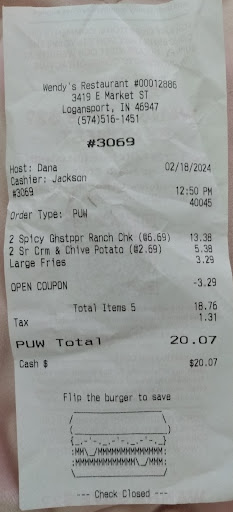 Wendy's Restaurant #00012886
3419 E Market ST
Logansport, IN 46947
(574)516-1451
#3069
Host: Dana 02/18/2024
Cashier: Jackson
#3069 12:50 PM
40045
Order Type: PUW
2 Spicy Ghstppr Ranch Chk (@6.69) 13.38
2 Sr Crm & Chive Potato (@2.69) 5.38
Large Fries 3.29
OPEN COUPON -3.29
Total Items 5 18.76
Tax 1.31
PUW Total 20.07
Cash $ $20.07
Flip the burger to save
--- Check Closed ---